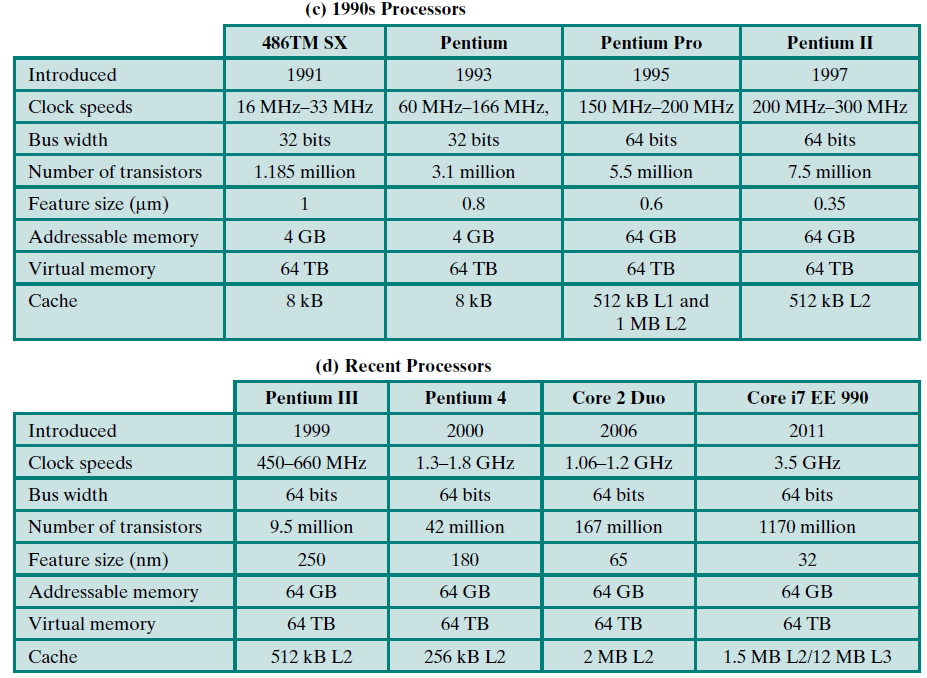 (c) 1990s Processors
486TM SX Pentium Pentium Pro Pentium II
Introduced 1991 1993 1995 1997
Clock speeds 16 MHz–33 MHz 60 MHz–166 MHz, 150 MHz–200 MHz 200 MHz–300 MHz
Bus width 32 bits 32 bits 64 bits 64 bits
Number of transistors 1.185 million 3.1 million 5.5 million 7.5 million
Feature size (µm) 1 0.8 0.6 0.35
Addressable memory 4 GB 4 GB 64 GB 64 GB
Virtual memory 64 TB 64 TB 64 TB 64 TB
Cache 8 kB 8 kB 512 kB L1 and 512 kB L2
1 MB L2
(d) Recent Processors
Pentium III Pentium 4 Core 2 Duo Core i7 EE 990
Introduced 1999 2000 2006 2011
Clock speeds 450–660 MHz 1.3–1.8 GHz 1.06–1.2 GHz 3.5 GHz
Bus width 64 bits 64 bits 64 bits 64 bits
Number of transistors 9.5 million 42 million 167 million 1170 million
Feature size (nm) 250 180 65 32
Addressable memory 64 GB 64 GB 64 GB 64 GB
Virtual memory 64 TB 64 TB 64 TB 64 TB
Cache 512 kB L2 256 kB L2 2 MB L2 1.5 MB L2/12 MB L3